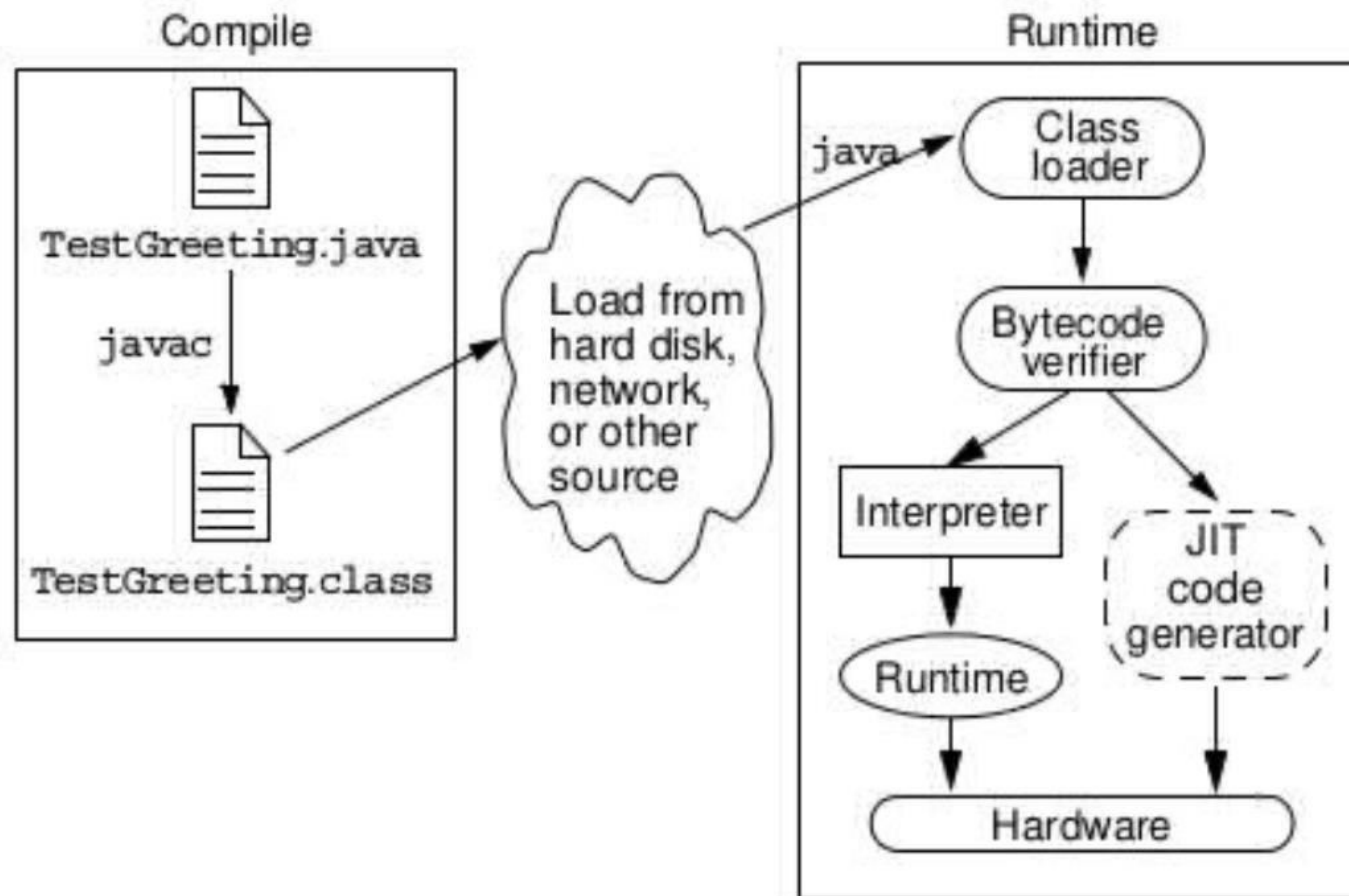 Compile
TestGreeting.java
javac
TestGreeting.class
Load from
hard disk,
network,
or other
source
Runtime
java
Class
loader
Bytecode
verifier
Interpreter
JIT
code
generator
Runtime
Hardware